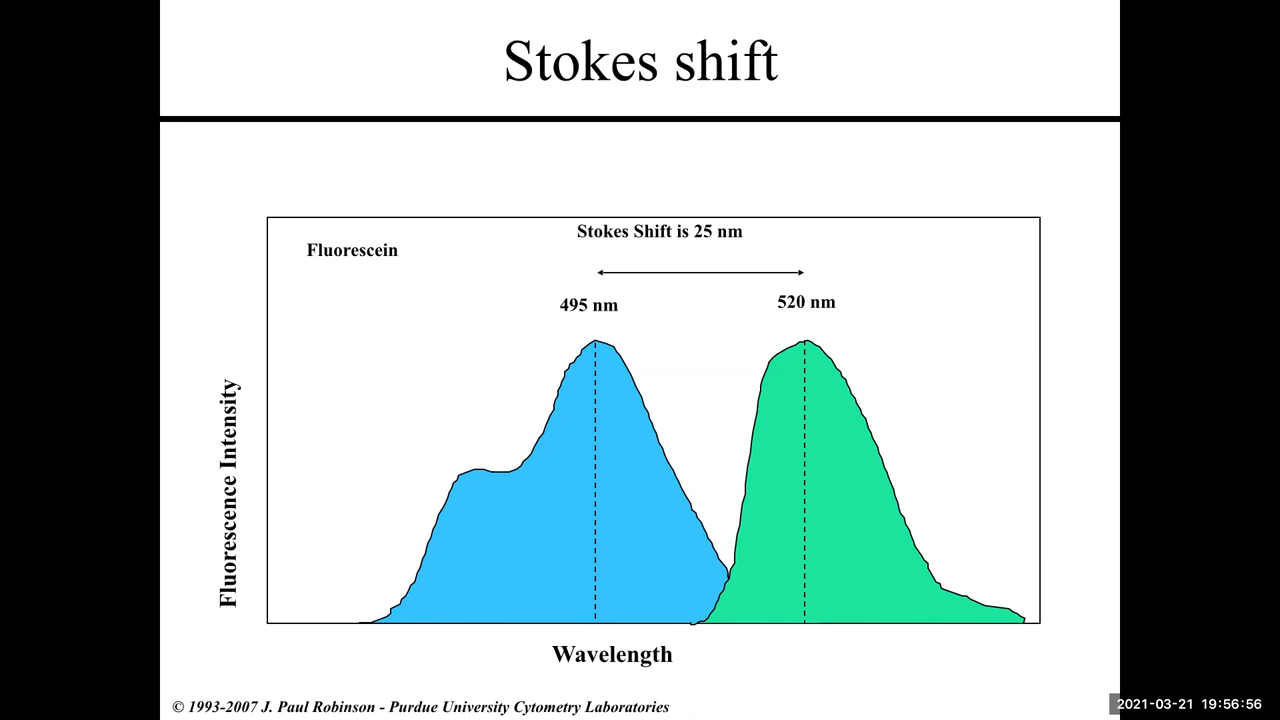 Stokes shift
Stokes Shift is 25 nm
Fluorescein
495 nm
520 nm
Fluorescence Intensity
Wavelength
© 1993-2007 J. Paul Robinson - Purdue University Cytometry Laboratories
2021-03-21 19:56:56